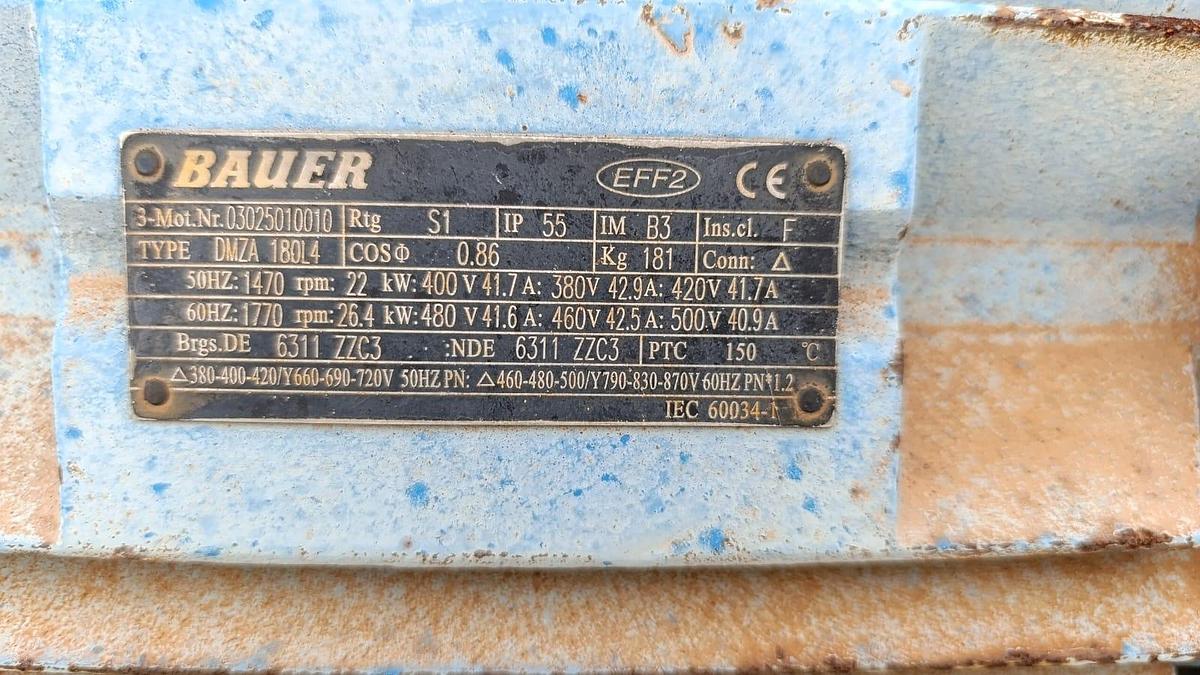 BAUER EFF2 CE
3-Mot.Nr. 03025010010 Rtg S1 IP 55 IM B3 Ins.cl. F
TYPE DMZA 180L4 COSΦ 0.86 Kg 181 Conn: △
50HZ: 1470 rpm: 22 kW: 400 V 41.7 A: 380V 42.9 A: 420V 41.7 A
60HZ: 1770 rpm: 26.4 kW: 480 V 41.6 A: 460V 42.5 A: 500V 40.9 A
Brgs.DE 6311 ZZC3 :NDE 6311 ZZC3 PTC 150 ℃
△380-400-420/Y660-690-720V 50HZ PN: △460-480-500/Y790-830-870V 60HZ PN*1.2
IEC 60034-1